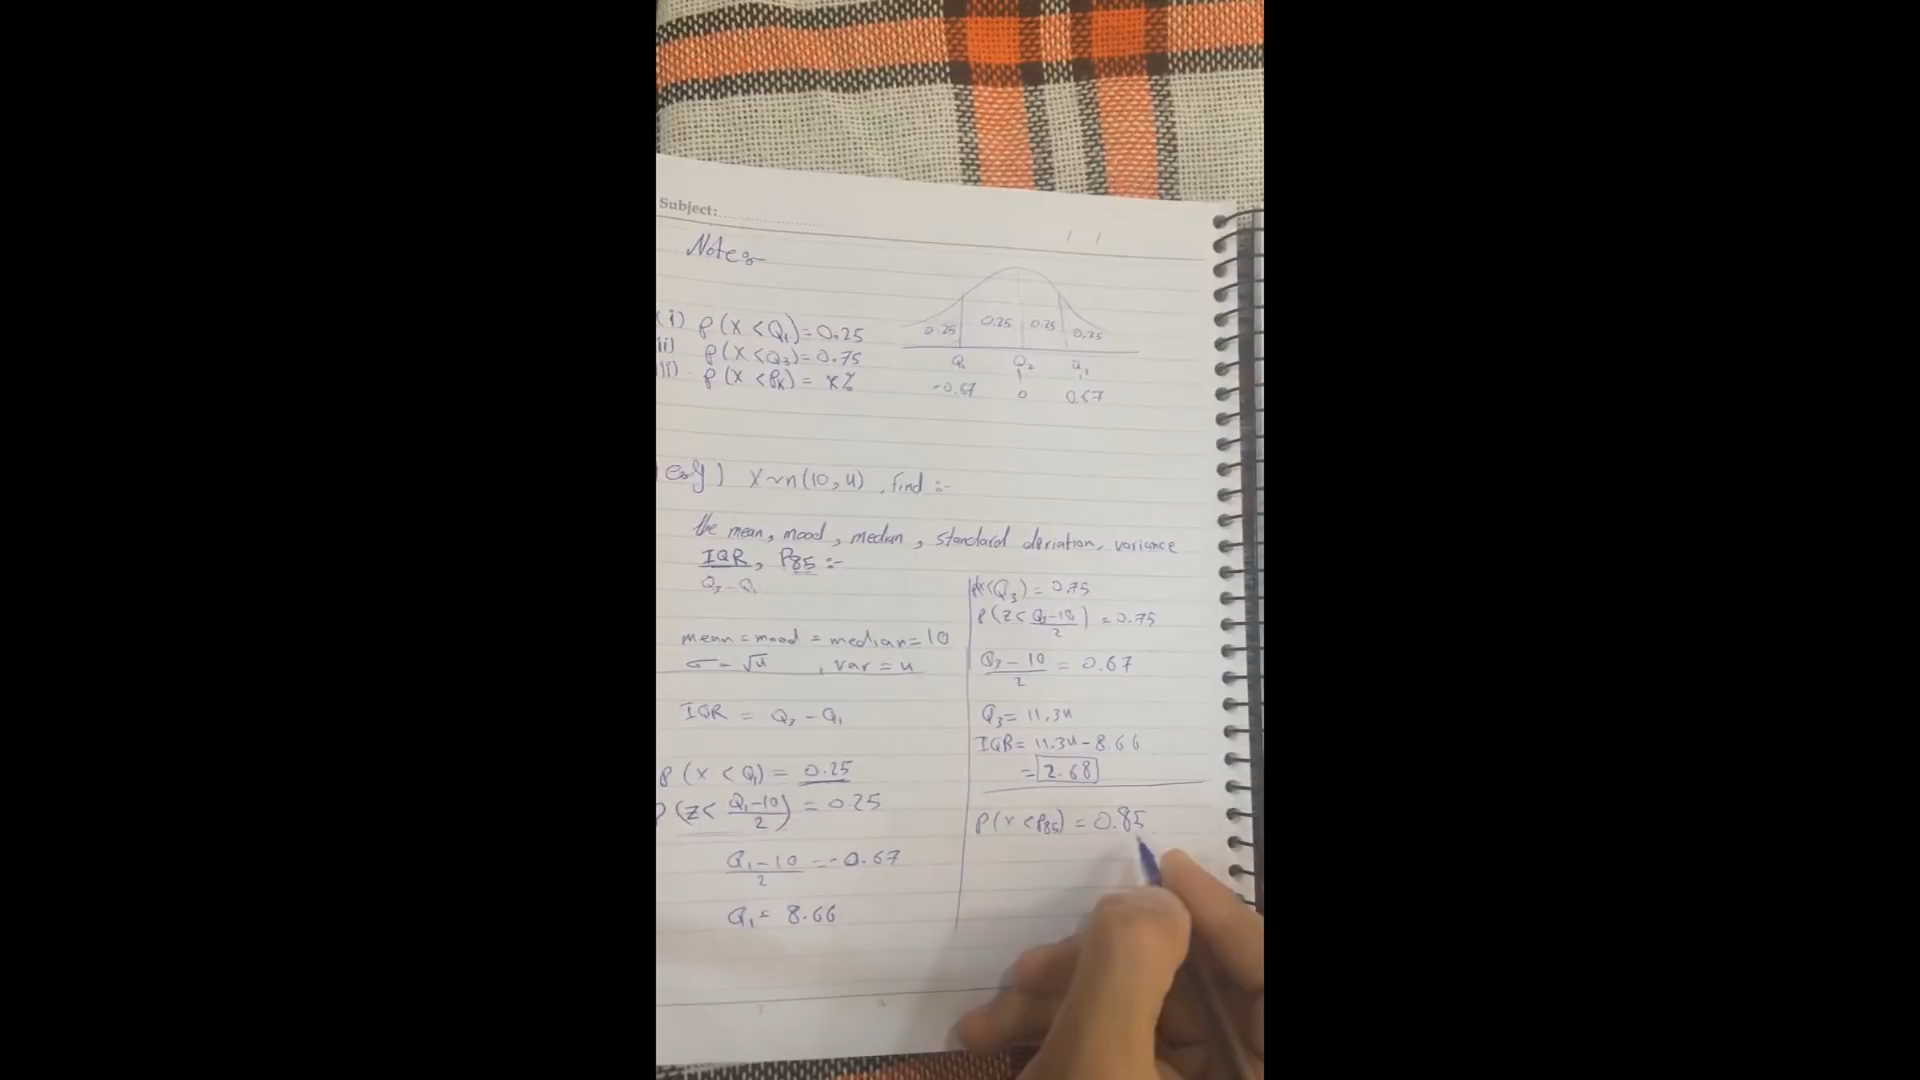 Subject:
Notes
(i) P(X < Q₁) = 0.25
ii) P(X < Q₃) = 0.75
iii) P(X < Pₖ) = K%
0.25 0.25 0.25 0.25
Q₁ Q₂ Q₁
-0.67 0 0.67
X~n(10, 4), find :-
the mean, mood, median, standard deviation, variance
IQR, P85 :-
Q₃ - Q₁
mean = mood = median = 10
σ = √4 , var = 4
IQR = Q₃ - Q₁
P(X < Q₁) = 0.25
P(Z < (Q₁-10)/2) = 0.25
(Q₁-10)/2 = -0.67
Q₁ = 8.66
P(X<Q₃) = 0.75
P(Z < (Q₃-10)/2) = 0.75
(Q₃-10)/2 = 0.67
Q₃ = 11.34
IQR = 11.34 - 8.66
= 2.68
P(X < P85) = 0.85